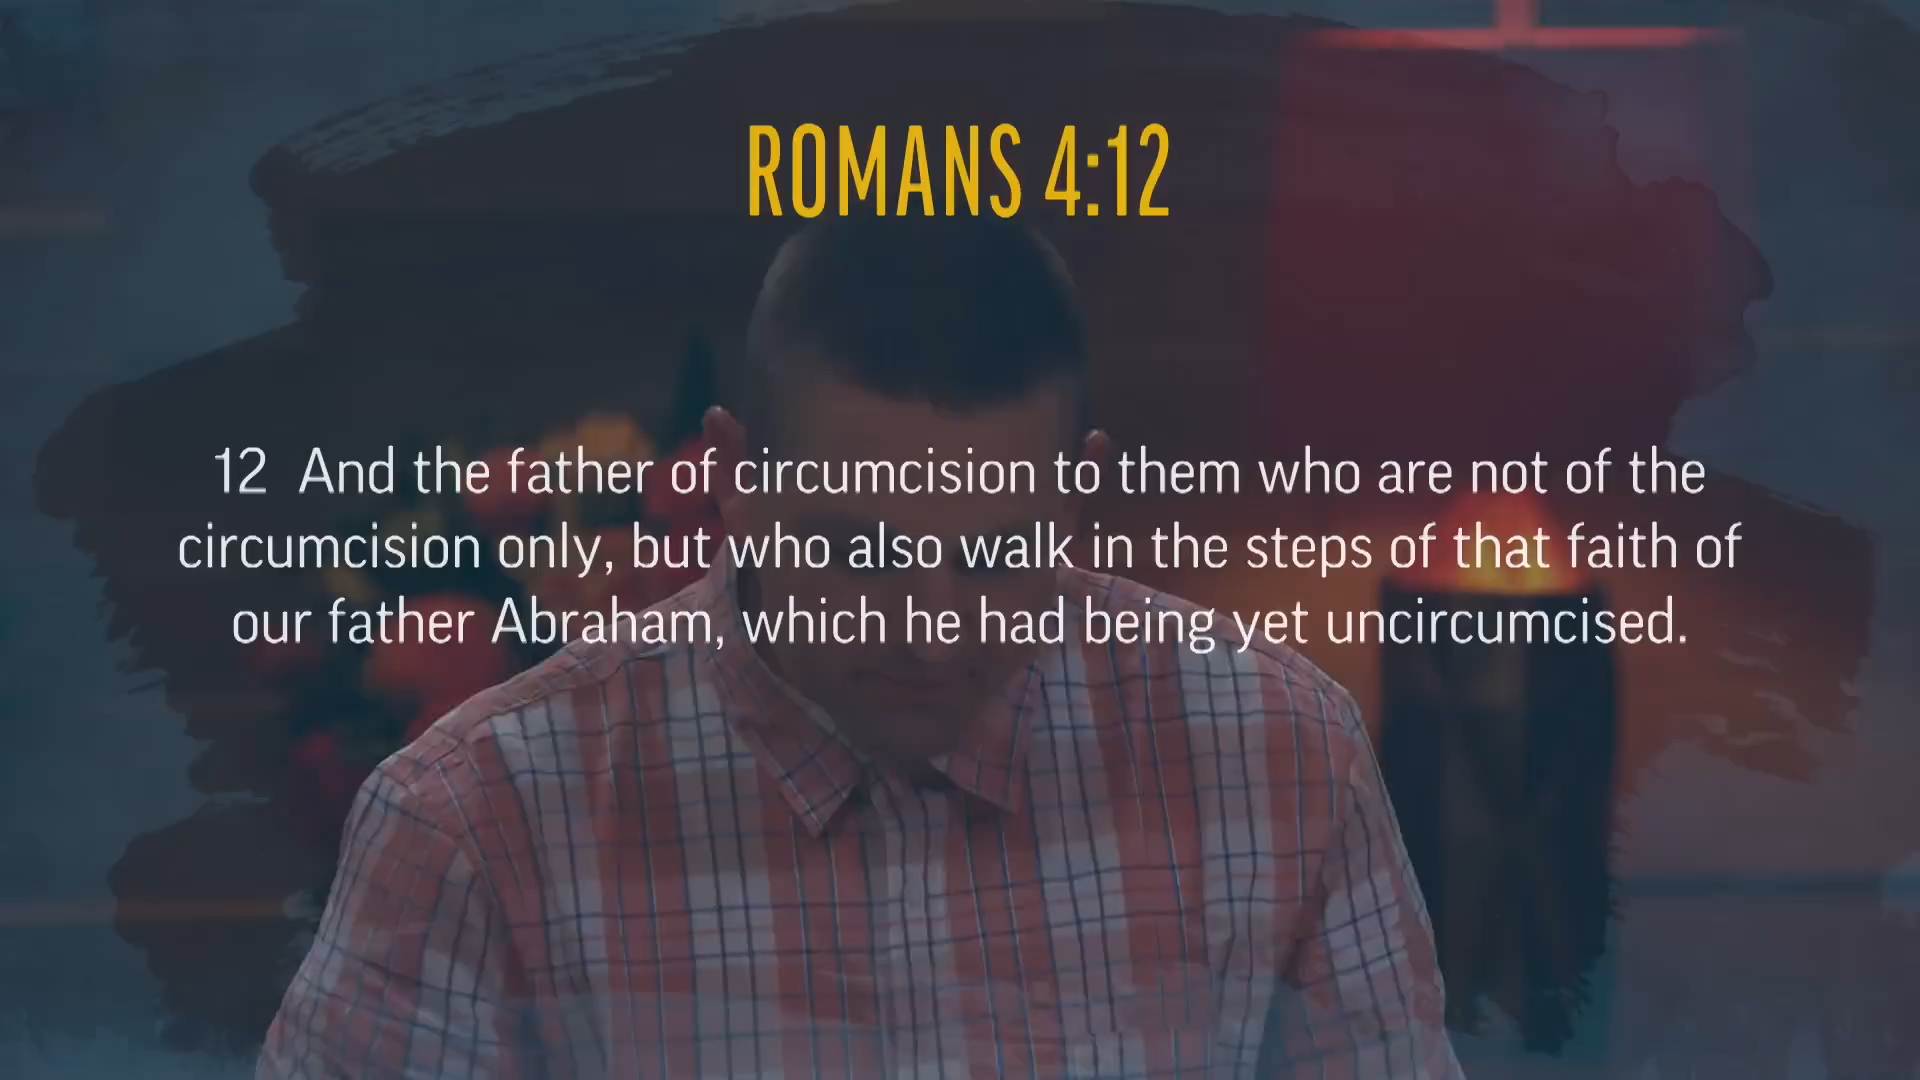 ROMANS 4:12
12 And the father of circumcision to them who are not of the
circumcision only, but who also walk in the steps of that faith of
our father Abraham, which he had being yet uncircumcised.